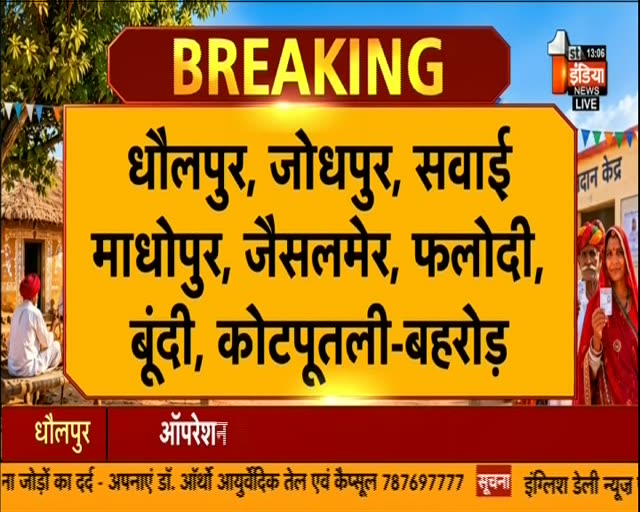 BREAKING
1st इंडिया NEWS LIVE
13:06
धौलपुर, जोधपुर, सवाई
माधोपुर, जैसलमेर, फलोदी,
बूंदी, कोटपूतली-बहरोड़
दान केंद्र
धौलपुर
ऑपरेशन
ना जोड़ों का दर्द - अपनाएं डॉ. ऑर्थो आयुर्वेदिक तेल एवं कैप्सूल 787697777 सूचना इंग्लिश डेली न्यूज